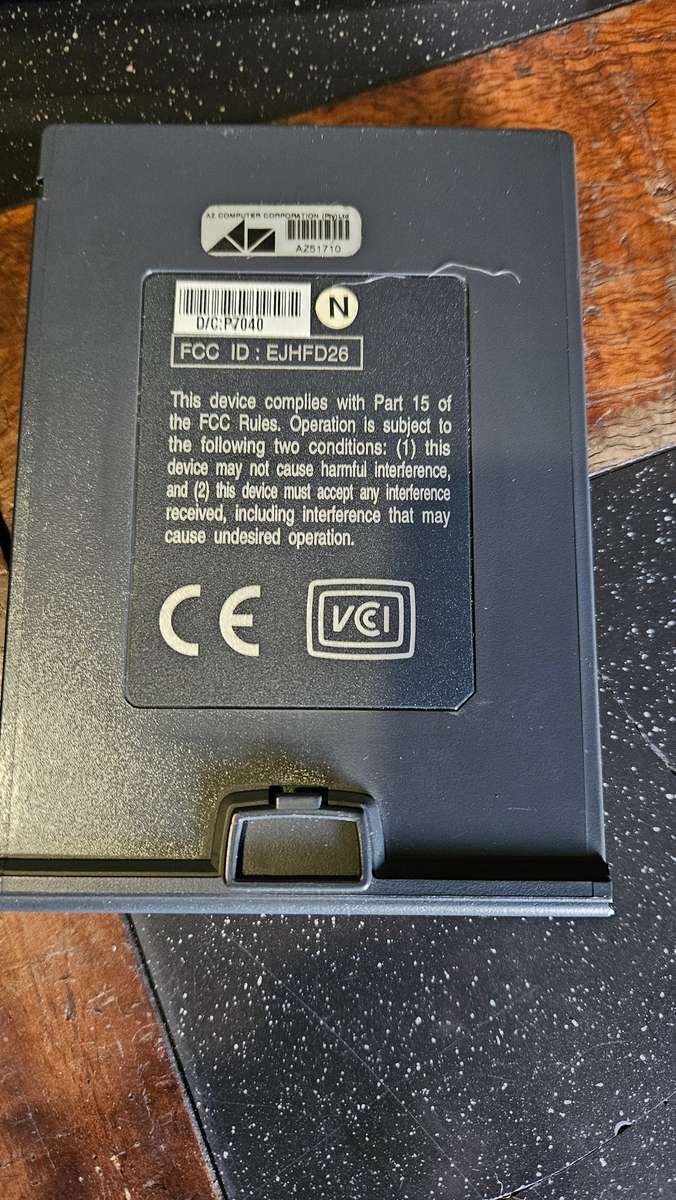 AZ COMPUTER CORPORATION (Pty) Ltd
AZ
AZ51710
D/C:P7040
N
FCC ID : EJHFD26
This device complies with Part 15 of
the FCC Rules. Operation is subject to
the following two conditions: (1) this
device may not cause harmful interference,
and (2) this device must accept any interference
received, including interference that may
cause undesired operation.
CE
VCI